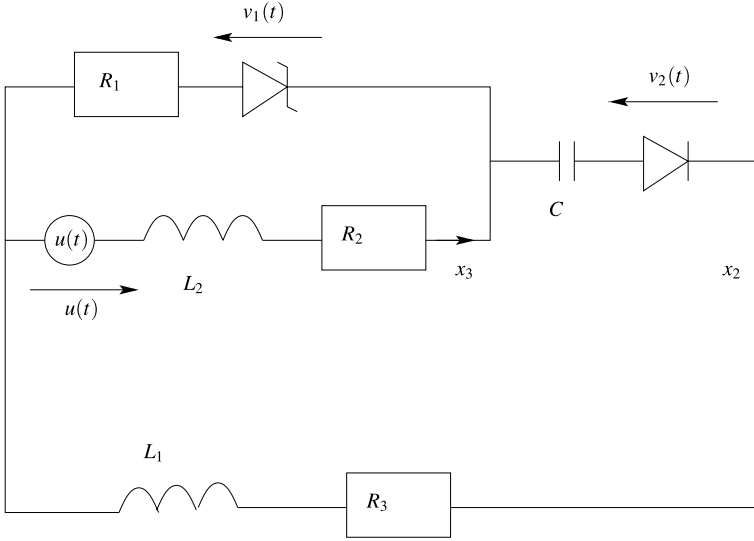 v₁(t)
R₁
v₂(t)
C
u(t)
R₂
L₂
x₃
x₂
u(t)
L₁
R₃